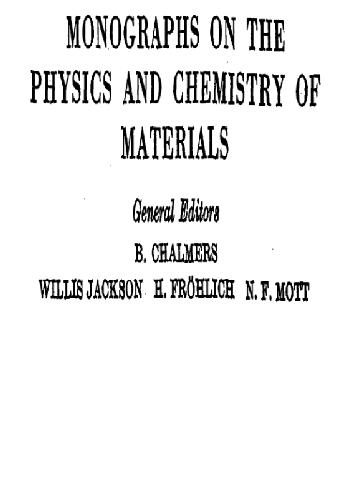 MONOGRAPHS ON THE
PHYSICS AND CHEMISTRY OF
MATERIALS
General Editors
B. CHALMERS
WILLIS JACKSON H. FRÖHLICH N. F. MOTT